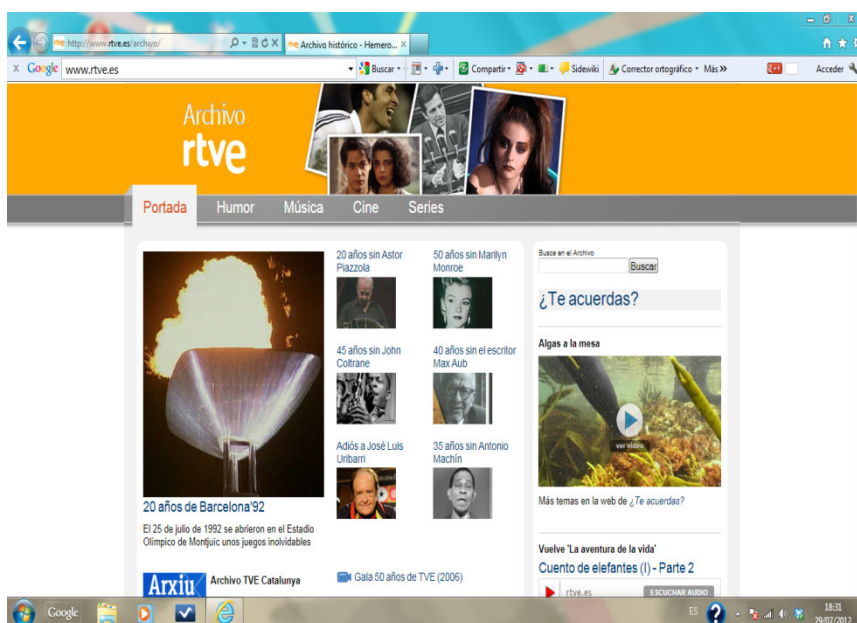 http://www.rtve.es/archivo/
rtve Archivo histórico - Hemero...
x Google www.rtve.es Buscar Compartir Sidewiki Corrector ortográfico Más » +1 Acceder
Archivo
rtve
Portada Humor Música Cine Series
20 años de Barcelona'92
El 25 de julio de 1992 se abrieron en el Estadio
Olímpico de Montjuïc unos juegos inolvidables
Arxiu
Archivo TVE Catalunya
20 años sin Astor
Piazzola
50 años sin Marilyn
Monroe
45 años sin John
Coltrane
40 años sin el escritor
Max Aub
Adiós a José Luis
Uribarri
35 años sin Antonio
Machín
Gala 50 años de TVE (2006)
Busca en el Archivo
Buscar
¿Te acuerdas?
Algas a la mesa
ver vídeo
Más temas en la web de ¿Te acuerdas?
Vuelve 'La aventura de la vida'
Cuento de elefantes (I) - Parte 2
rtve.es ESCUCHAR AUDIO
Google
ES
18:31
29/07/2012